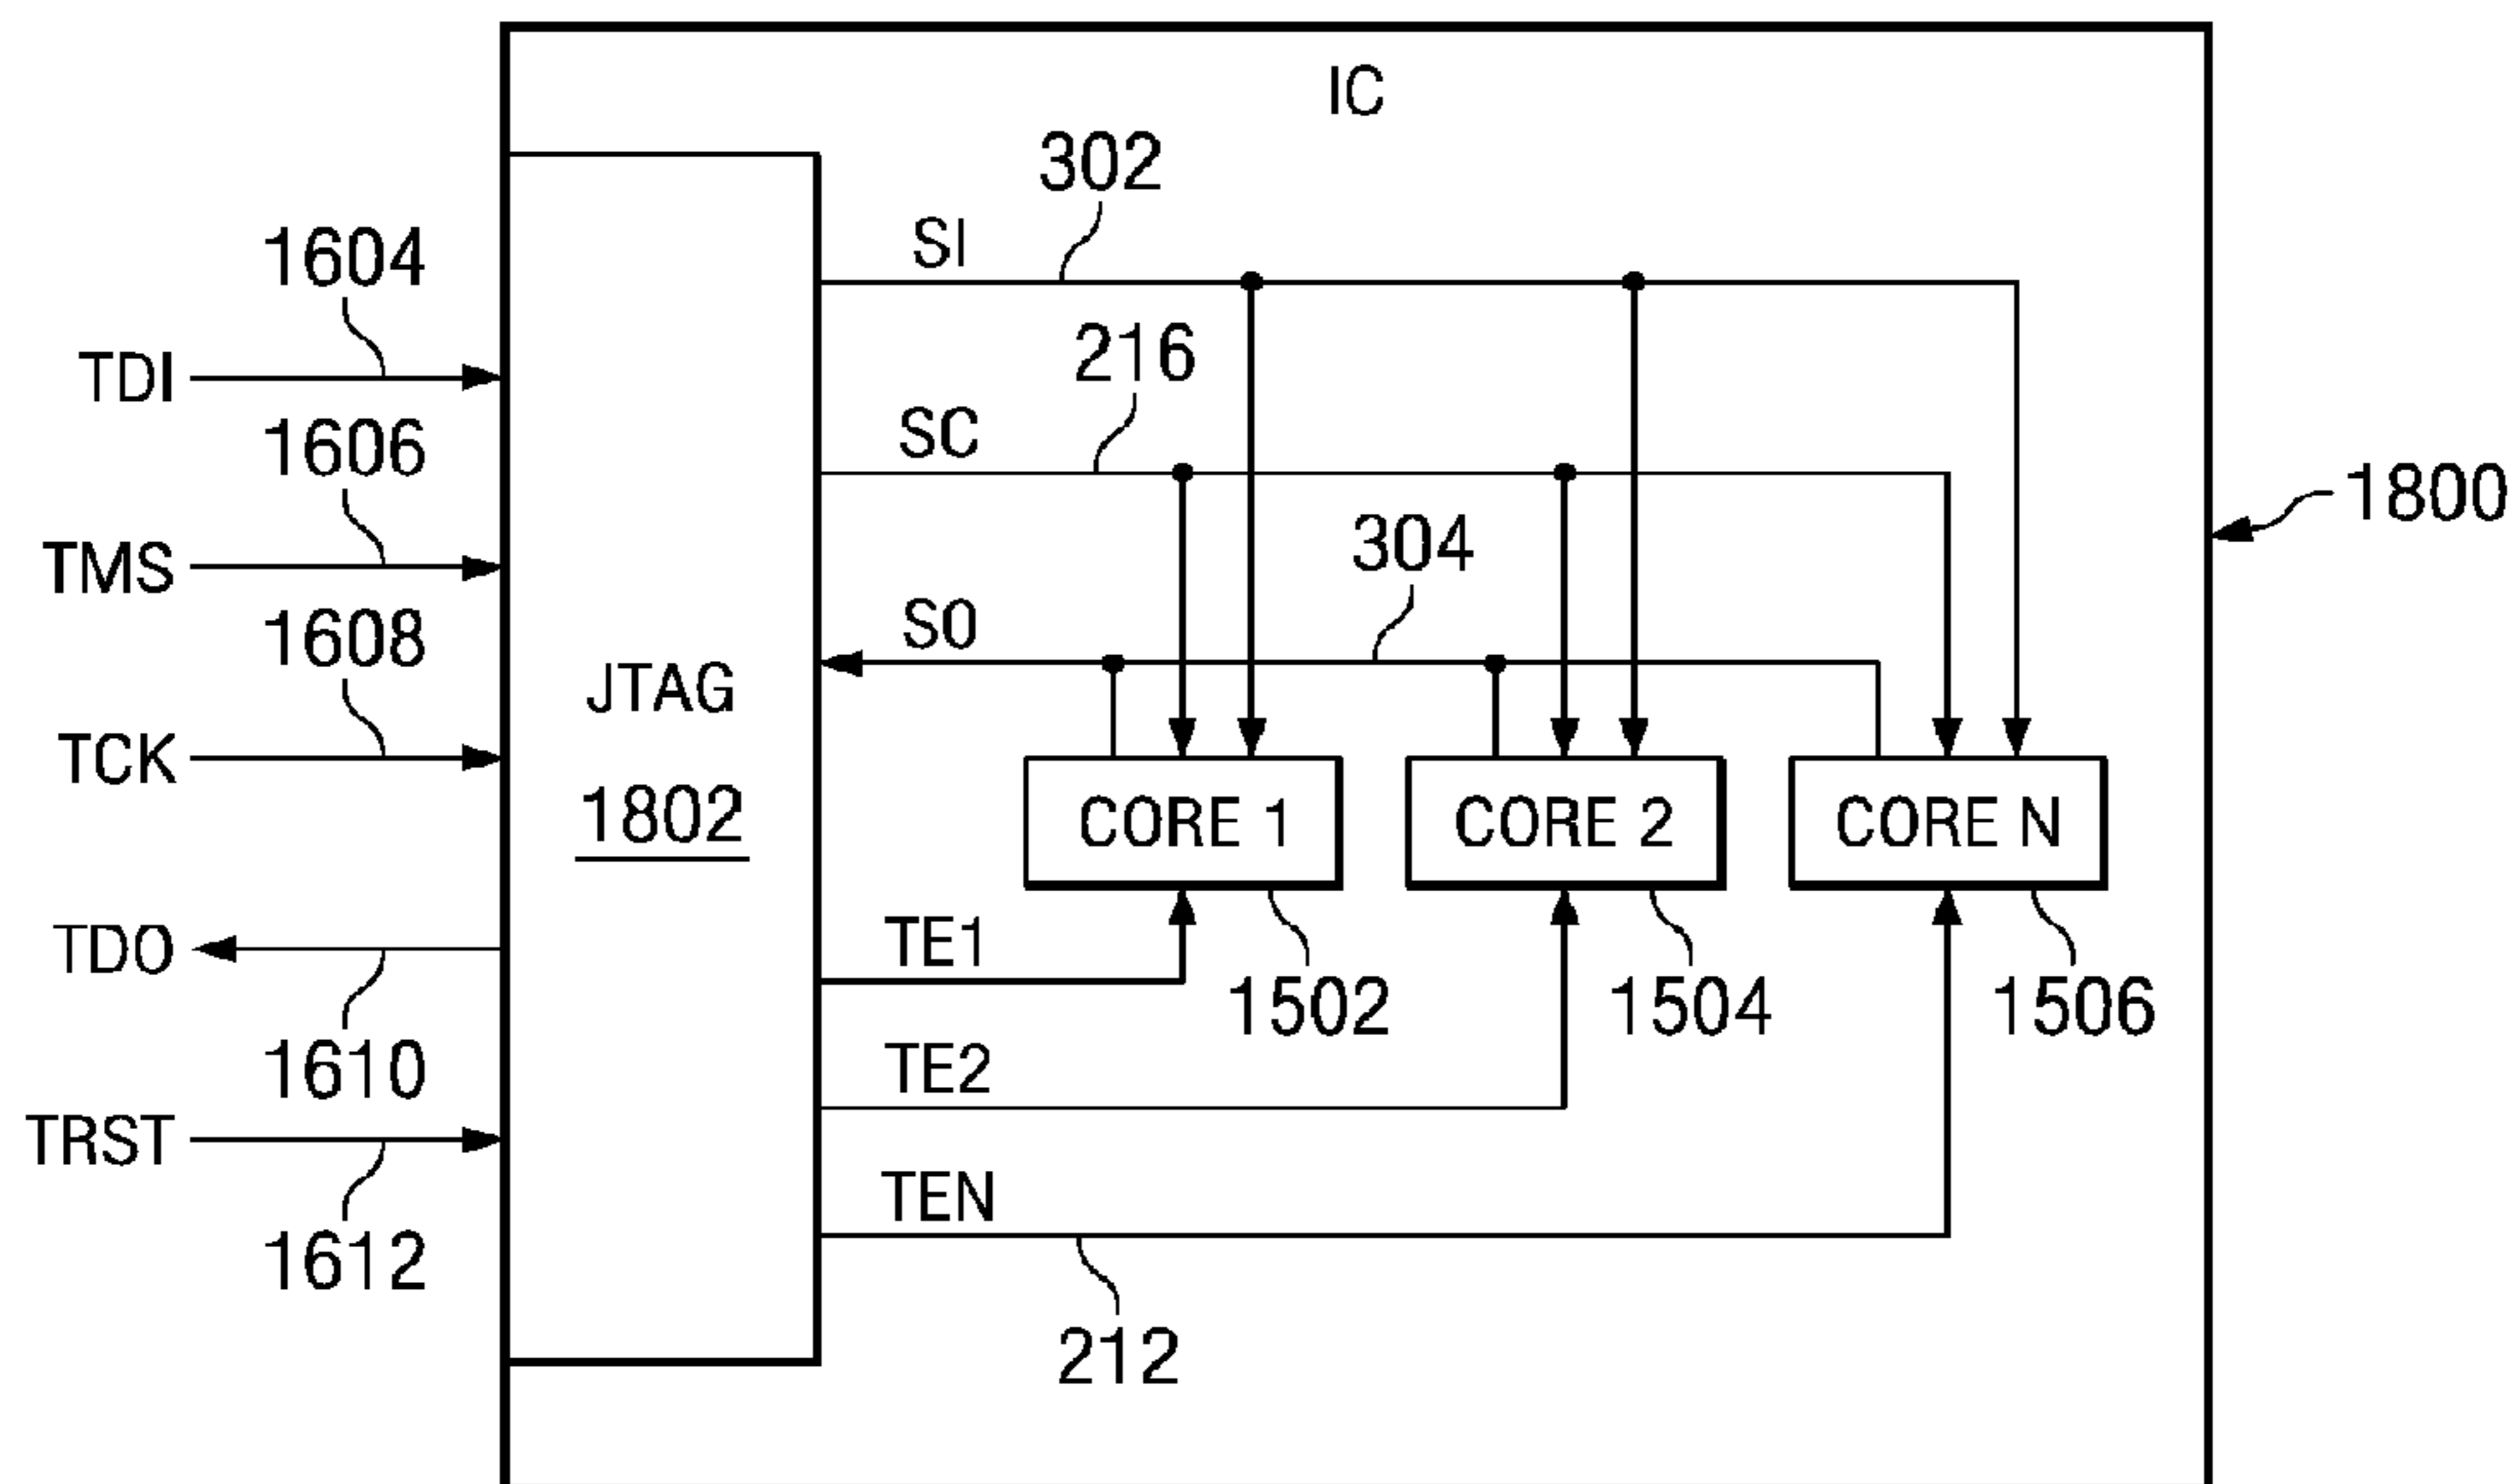 IC
302
SI
1604
TDI
216
SC
1606
1800
304
TMS
SO
1608
JTAG
TCK
1802
CORE 1
CORE 2
CORE N
TDO
TE1
1502
1504
1506
1610
TE2
TRST
TEN
1612
212